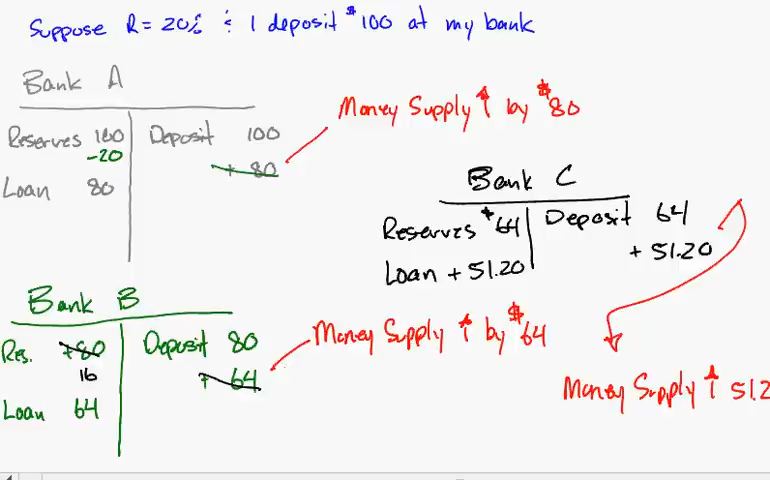 Suppose R = 20% & I deposit $100 at my bank
Bank A
Reserves 100 Deposit 100
-20 + 80
Loan 80
Money Supply ↑ by $80
Bank C
Reserves $64 Deposit 64
Loan + 51.20 + 51.20
Bank B
Res. +80 Deposit 80
16 + 64
Loan 64
Money Supply ↑ by $64
Money Supply ↑ 51.2